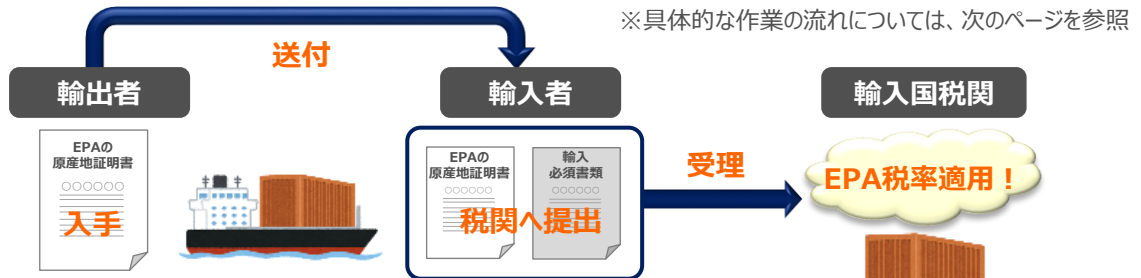 ※具体的な作業の流れについては、次のページを参照
送付
輸出者
輸入者
輸入国税関
EPAの
原産地証明書
○○○○○○
入手
EPAの
原産地証明書
○○○○○○
輸入
必須書類
○○○○○○
税関へ提出
受理
EPA税率適用！